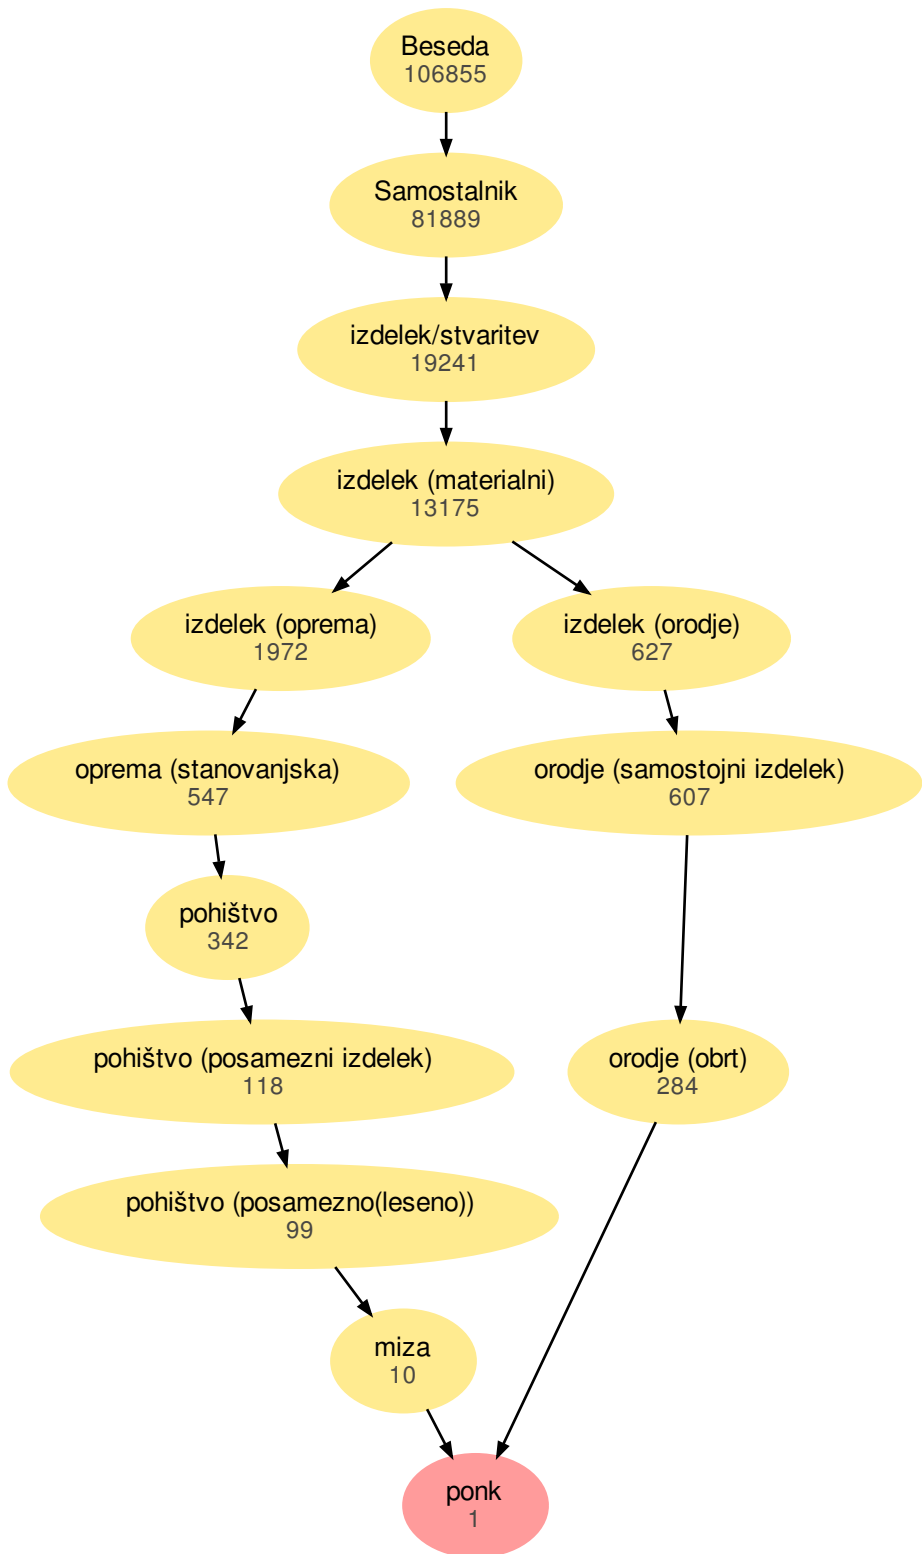 Beseda
106855
Samostalnik
81889
izdelek/stvaritev
19241
izdelek (materialni)
13175
izdelek (oprema)
1972
izdelek (orodje)
627
oprema (stanovanjska)
547
orodje (samostojni izdelek)
607
pohištvo
342
pohištvo (posamezni izdelek)
118
orodje (obrt)
284
pohištvo (posamezno(leseno))
99
miza
10
ponk
1